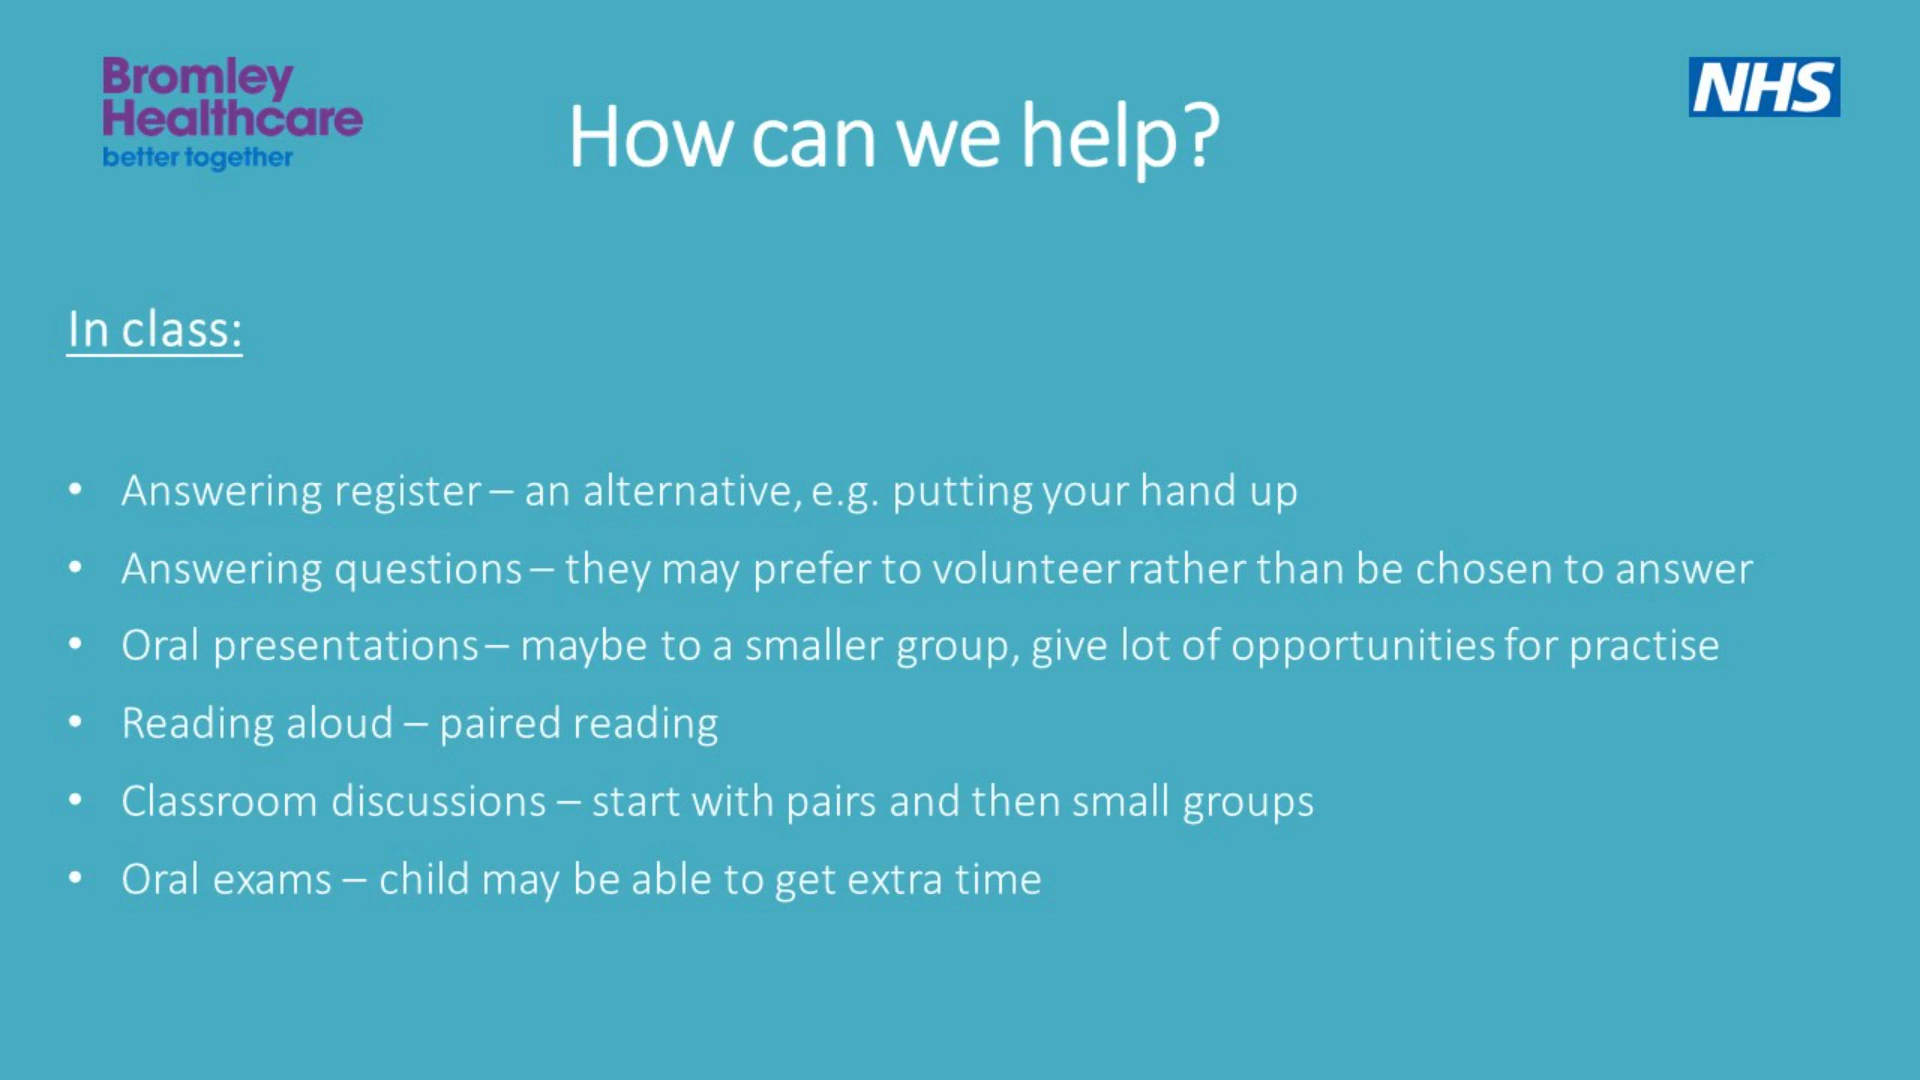 Bromley
Healthcare
better together
NHS
How can we help?
In class:
• Answering register – an alternative, e.g. putting your hand up
• Answering questions – they may prefer to volunteer rather than be chosen to answer
• Oral presentations – maybe to a smaller group, give lot of opportunities for practise
• Reading aloud – paired reading
• Classroom discussions – start with pairs and then small groups
• Oral exams – child may be able to get extra time